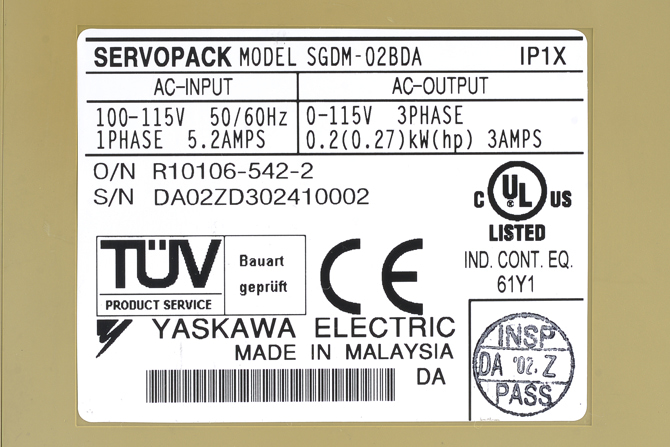 SERVOPACK MODEL SGDM-02BDA IP1X
AC-INPUT AC-OUTPUT
100-115V 50/60Hz 0-115V 3PHASE
1PHASE 5.2AMPS 0.2(0.27)kW(hp) 3AMPS
O/N R10106-542-2
S/N DA02ZD302410002
C UL US
LISTED
IND. CONT. EQ.
61Y1
TÜV
PRODUCT SERVICE
Bauart
geprüft
CE
YASKAWA ELECTRIC
MADE IN MALAYSIA
DA
INSP
DA '02. Z
PASS